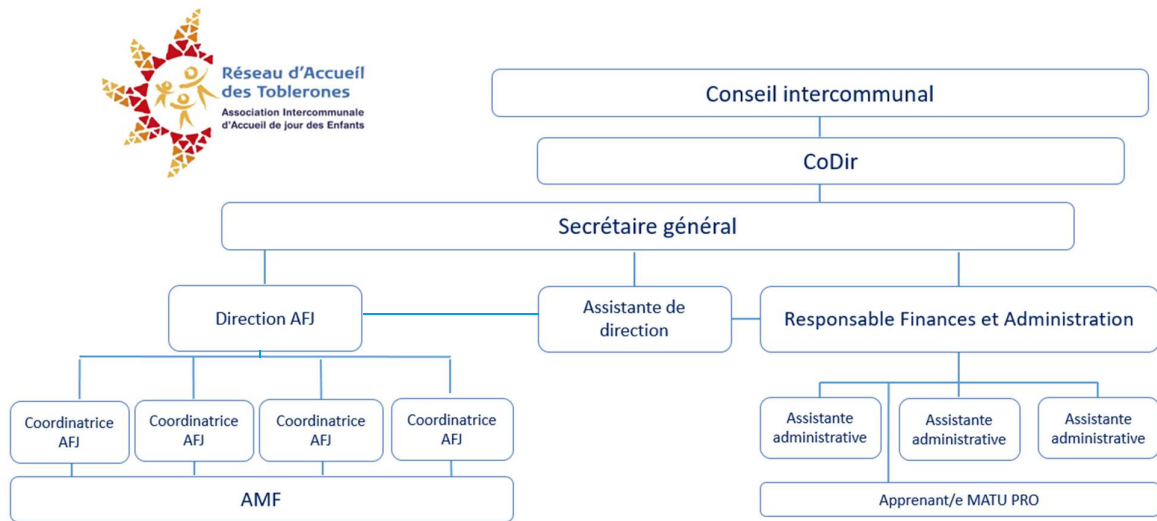 Réseau d'Accueil
des Toblerones
Association Intercommunale
d'Accueil de jour des Enfants
Conseil intercommunal
CoDir
Secrétaire général
Direction AFJ
Assistante de
direction
Responsable Finances et Administration
Coordinatrice
AFJ
Coordinatrice
AFJ
Coordinatrice
AFJ
Coordinatrice
AFJ
Assistante
administrative
Assistante
administrative
Assistante
administrative
AMF
Apprenant/e MATU PRO